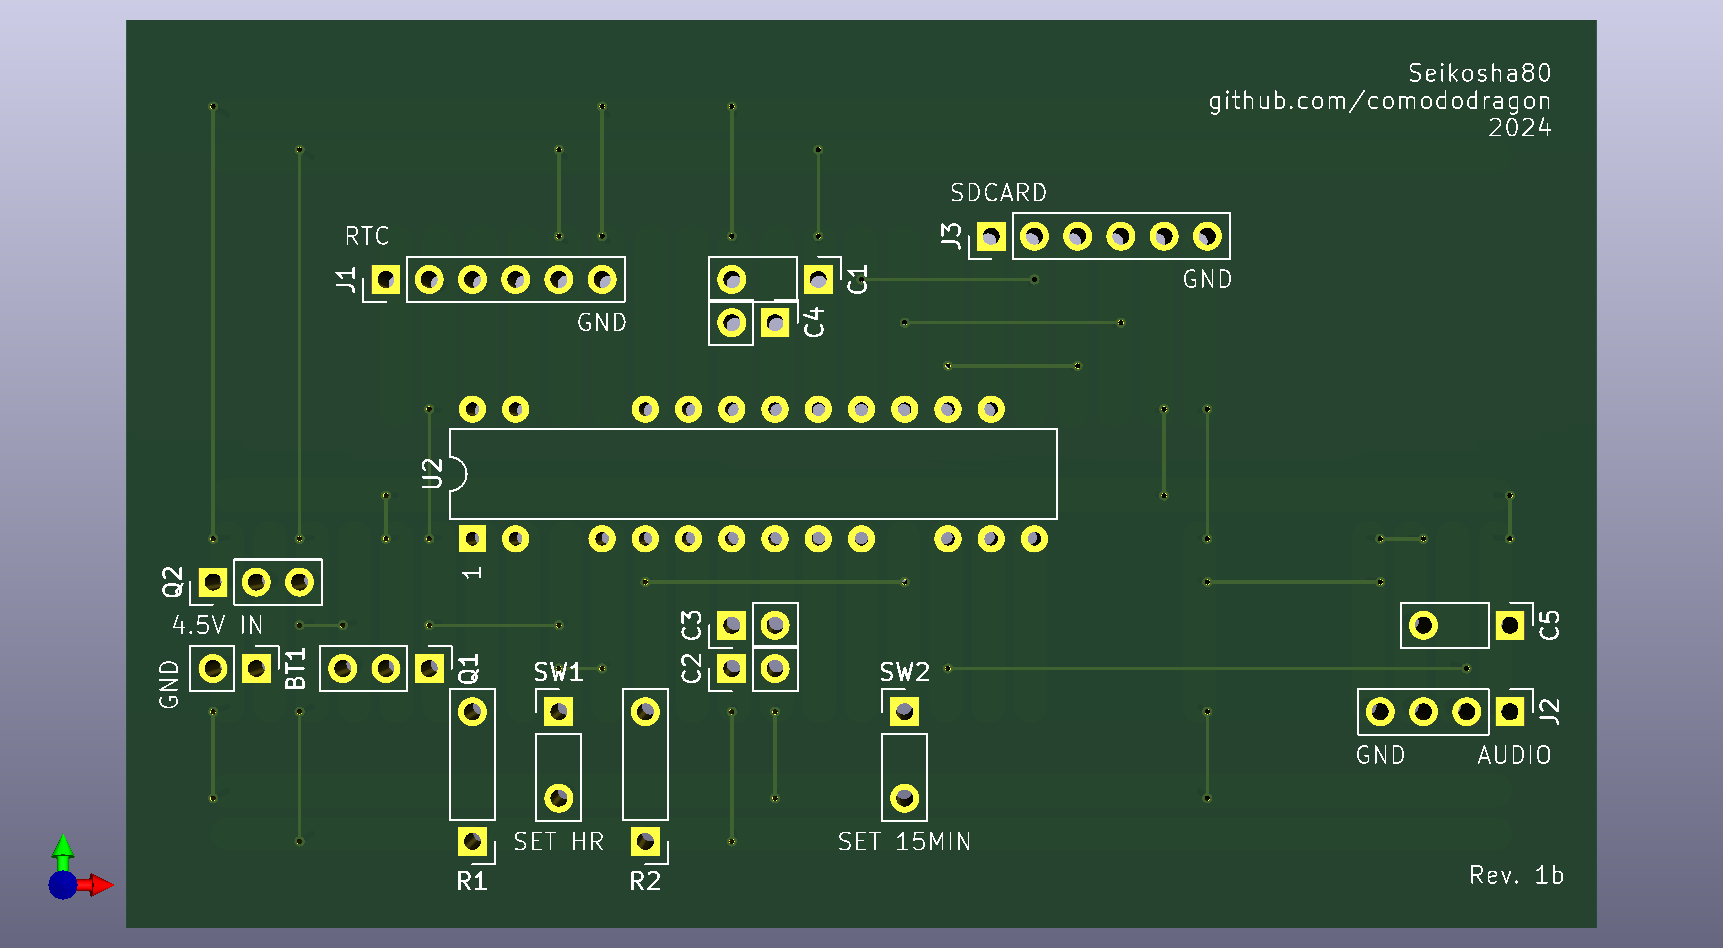 Seikosha80
github.com/comododragon
2024
SDCARD
J3
RTC
J1
GND
C1
GND
C4
U2
1
Q2
4.5V IN
C3
C5
GND
BT1
Q1
SW1
C2
SW2
J2
GND
AUDIO
SET HR
SET 15MIN
R1
R2
Rev. 1b